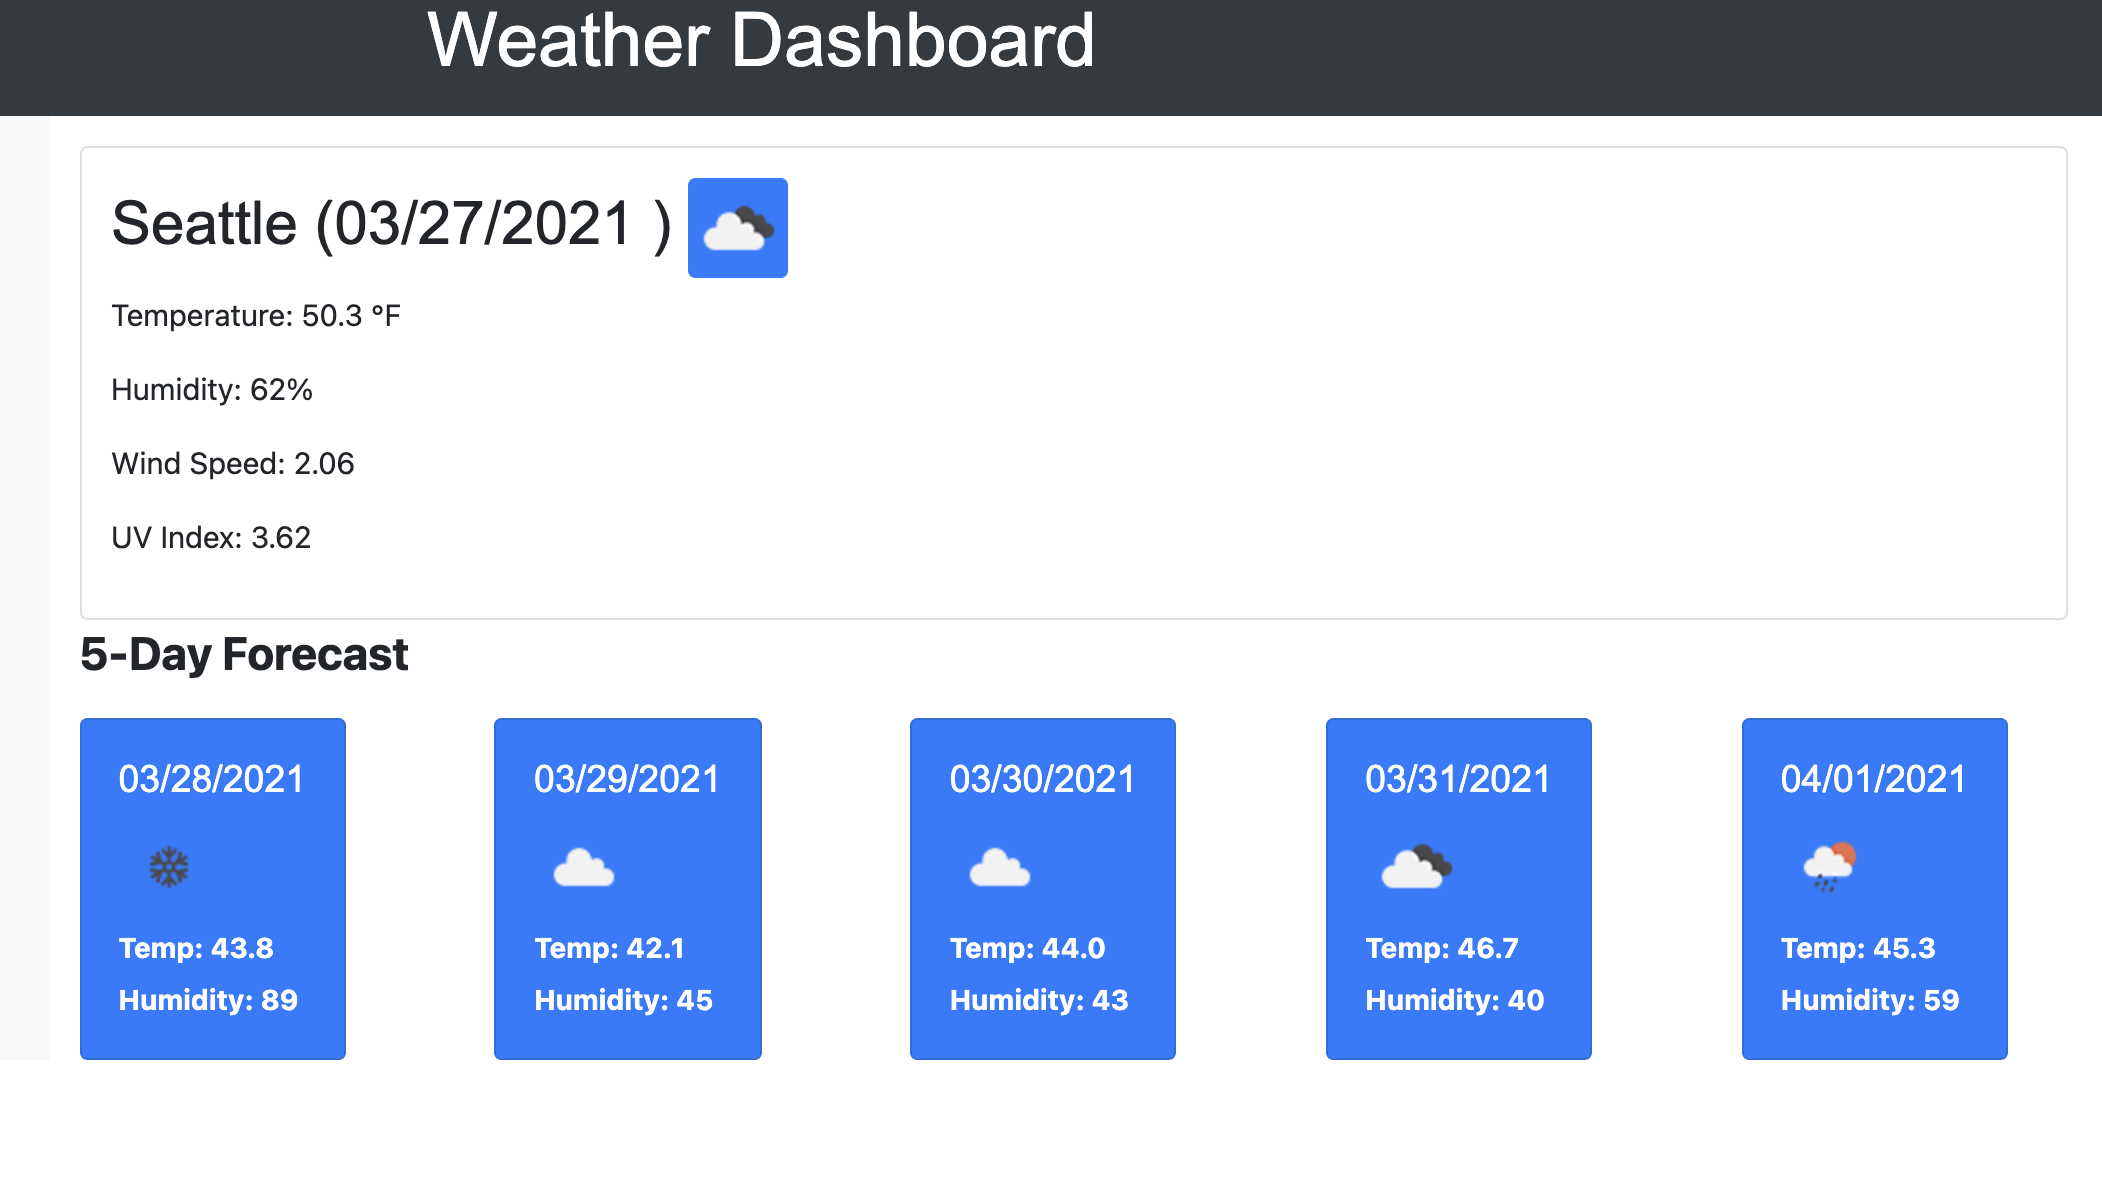 Weather Dashboard
Seattle (03/27/2021 )
Temperature: 50.3 °F
Humidity: 62%
Wind Speed: 2.06
UV Index: 3.62
5-Day Forecast
03/28/2021
Temp: 43.8
Humidity: 89
03/29/2021
Temp: 42.1
Humidity: 45
03/30/2021
Temp: 44.0
Humidity: 43
03/31/2021
Temp: 46.7
Humidity: 40
04/01/2021
Temp: 45.3
Humidity: 59